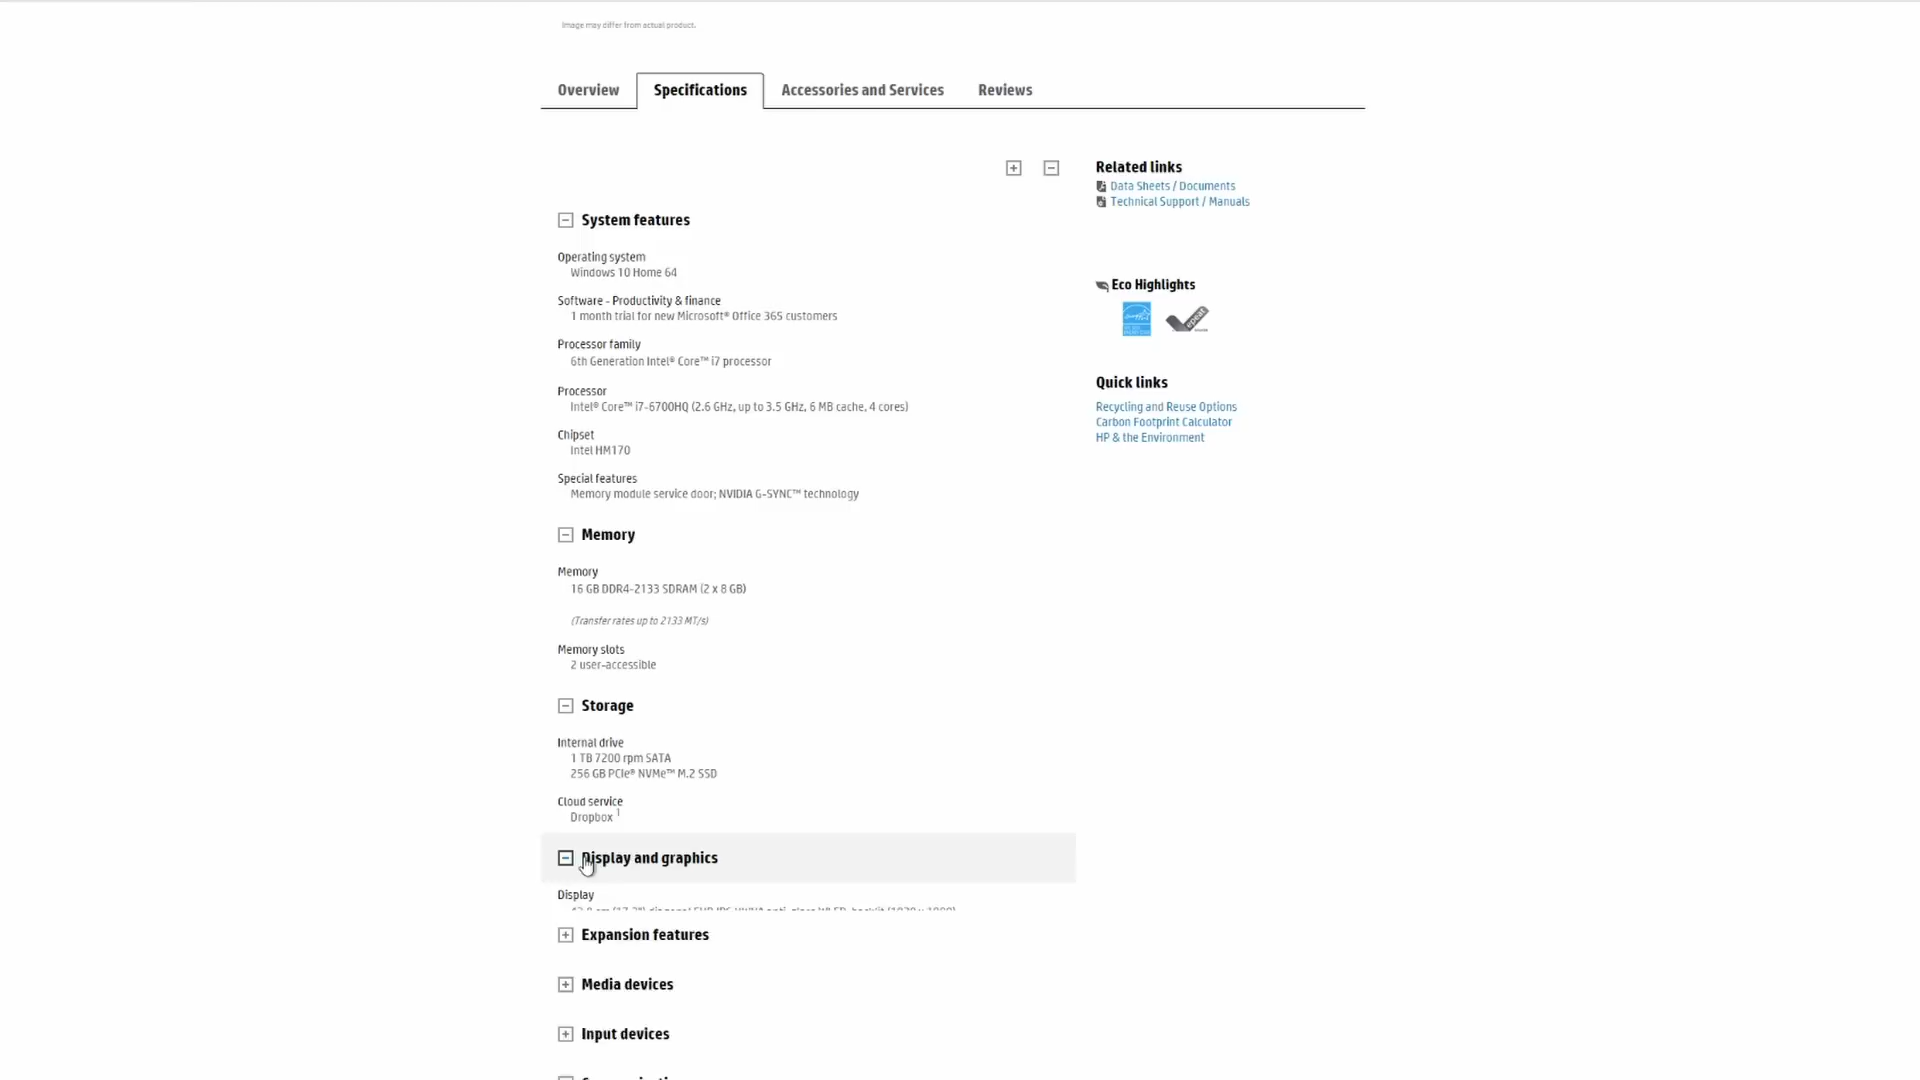 Image may differ from actual product.
Overview
Specifications
Accessories and Services
Reviews
System features
Operating system
Windows 10 Home 64
Software - Productivity & finance
1 month trial for new Microsoft® Office 365 customers
Processor family
6th Generation Intel® Core™ i7 processor
Processor
Intel® Core™ i7-6700HQ (2.6 GHz, up to 3.5 GHz, 6 MB cache, 4 cores)
Chipset
Intel HM170
Special features
Memory module service door; NVIDIA G-SYNC™ technology
Memory
Memory
16 GB DDR4-2133 SDRAM (2 x 8 GB)
(Transfer rates up to 2133 MT/s)
Memory slots
2 user-accessible
Storage
Internal drive
1 TB 7200 rpm SATA
256 GB PCIe® NVMe™ M.2 SSD
Cloud service
Dropbox 1
Display and graphics
Display
Expansion features
Media devices
Input devices
Related links
Data Sheets / Documents
Technical Support / Manuals
Eco Highlights
epeat
Quick links
Recycling and Reuse Options
Carbon Footprint Calculator
HP & the Environment